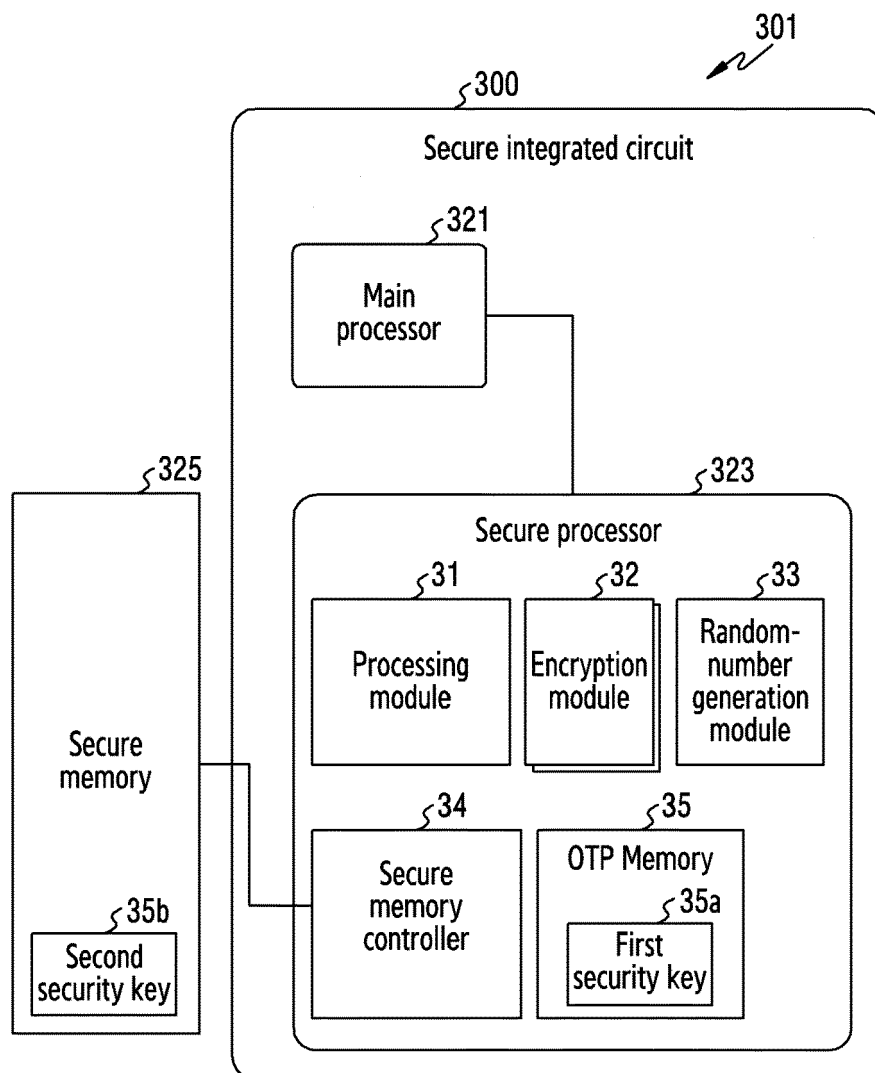 301
300
Secure integrated circuit
321
Main
processor
325
323
Secure processor
31
32
33
Processing
module
Encryption
module
Random-
number
generation
module
Secure
memory
34
35
Secure
memory
controller
OTP Memory
35a
First
security key
35b
Second
security key